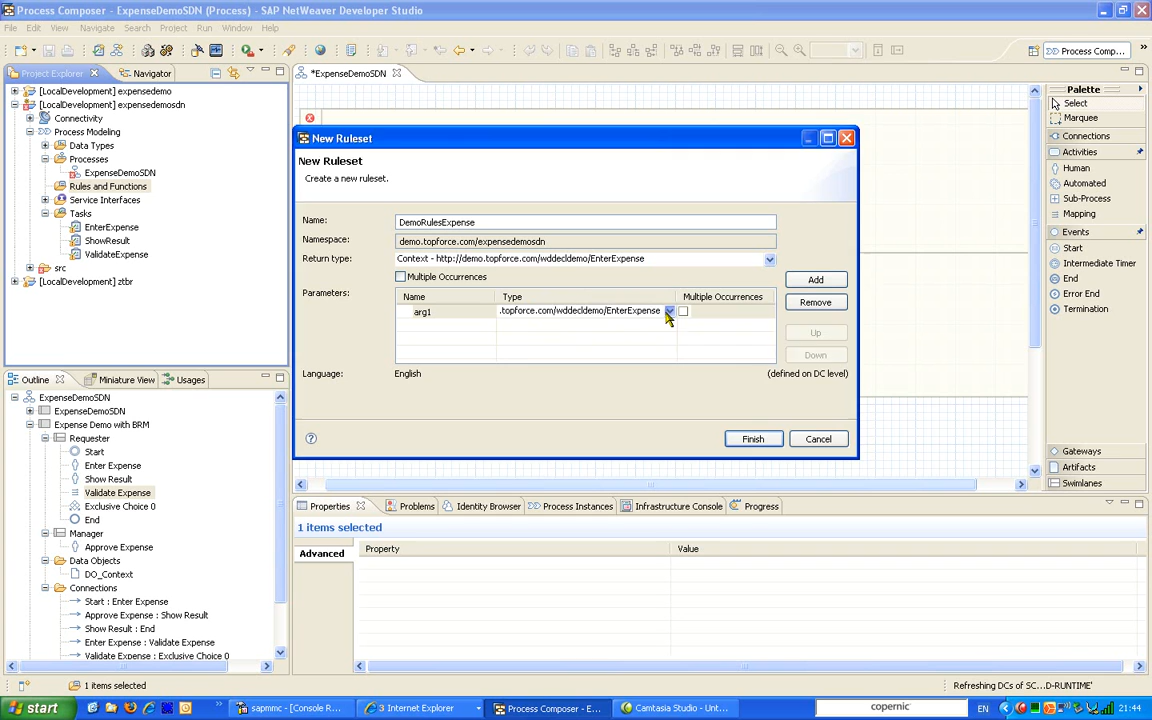 Process Composer - ExpenseDemoSDN (Process) - SAP NetWeaver Developer Studio
File Edit View Navigate Search Project Run Window Help
Process Comp...
Project Explorer
Navigator
[LocalDevelopment] expensedemo
[LocalDevelopment] expensedemosdn
Connectivity
Process Modeling
Data Types
Processes
ExpenseDemoSDN
Rules and Functions
Service Interfaces
Tasks
EnterExpense
ShowResult
ValidateExpense
src
[LocalDevelopment] ztbr
*ExpenseDemoSDN
New Ruleset
New Ruleset
Create a new ruleset.
Name:
DemoRulesExpense
Namespace:
demo.topforce.com/expensedemosdn
Return type:
Context - http://demo.topforce.com/wddecldemo/EnterExpense
Multiple Occurrences
Parameters:
Name Type Multiple Occurrences
arg1 .topforce.com/wddecldemo/EnterExpense
Add
Remove
Up
Down
Language: English (defined on DC level)
Finish
Cancel
Palette
Select
Marquee
Connections
Activities
Human
Automated
Sub-Process
Mapping
Events
Start
Intermediate Timer
End
Error End
Termination
Gateways
Artifacts
Swimlanes
Outline
Miniature View
Usages
ExpenseDemoSDN
ExpenseDemoSDN
Expense Demo with BRM
Requester
Start
Enter Expense
Show Result
Validate Expense
Exclusive Choice 0
End
Manager
Approve Expense
Data Objects
DO_Context
Connections
Start : Enter Expense
Approve Expense : Show Result
Show Result : End
Enter Expense : Validate Expense
Validate Expense : Exclusive Choice 0
Properties
Problems
Identity Browser
Process Instances
Infrastructure Console
Progress
1 items selected
Advanced
Property Value
1 items selected
Refreshing DCs of SC...D-RUNTIME'
start
sapmmc - [Console R...
3 Internet Explorer
Process Composer - E...
Camtasia Studio - Unt...
copernic
EN
21:44